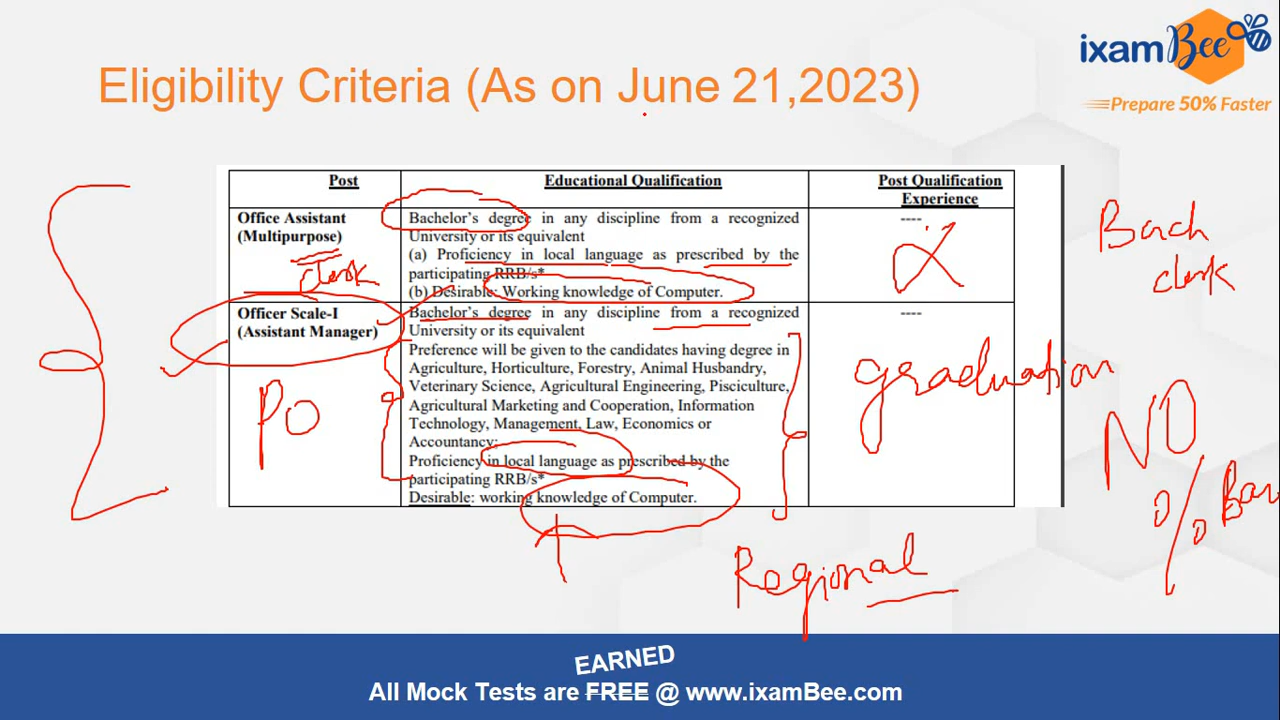 ixamBee
Prepare 50% Faster
Eligibility Criteria (As on June 21,2023)
Post
Educational Qualification
Post Qualification
Experience
Office Assistant
(Multipurpose)
clerk
Bachelor's degree in any discipline from a recognized
University or its equivalent
(a) Proficiency in local language as prescribed by the
participating RRB/s*
(b) Desirable: Working knowledge of Computer.
----
Bach
clerk
Officer Scale-I
(Assistant Manager)
PO
Bachelor's degree in any discipline from a recognized
University or its equivalent
Preference will be given to the candidates having degree in
Agriculture, Horticulture, Forestry, Animal Husbandry,
Veterinary Science, Agricultural Engineering, Pisciculture,
Agricultural Marketing and Cooperation, Information
Technology, Management, Law, Economics or
Accountancy;
Proficiency in local language as prescribed by the
participating RRB/s*
Desirable: working knowledge of Computer.
----
graduation
NO
% Bar
Regional
EARNED
All Mock Tests are FREE @ www.ixamBee.com